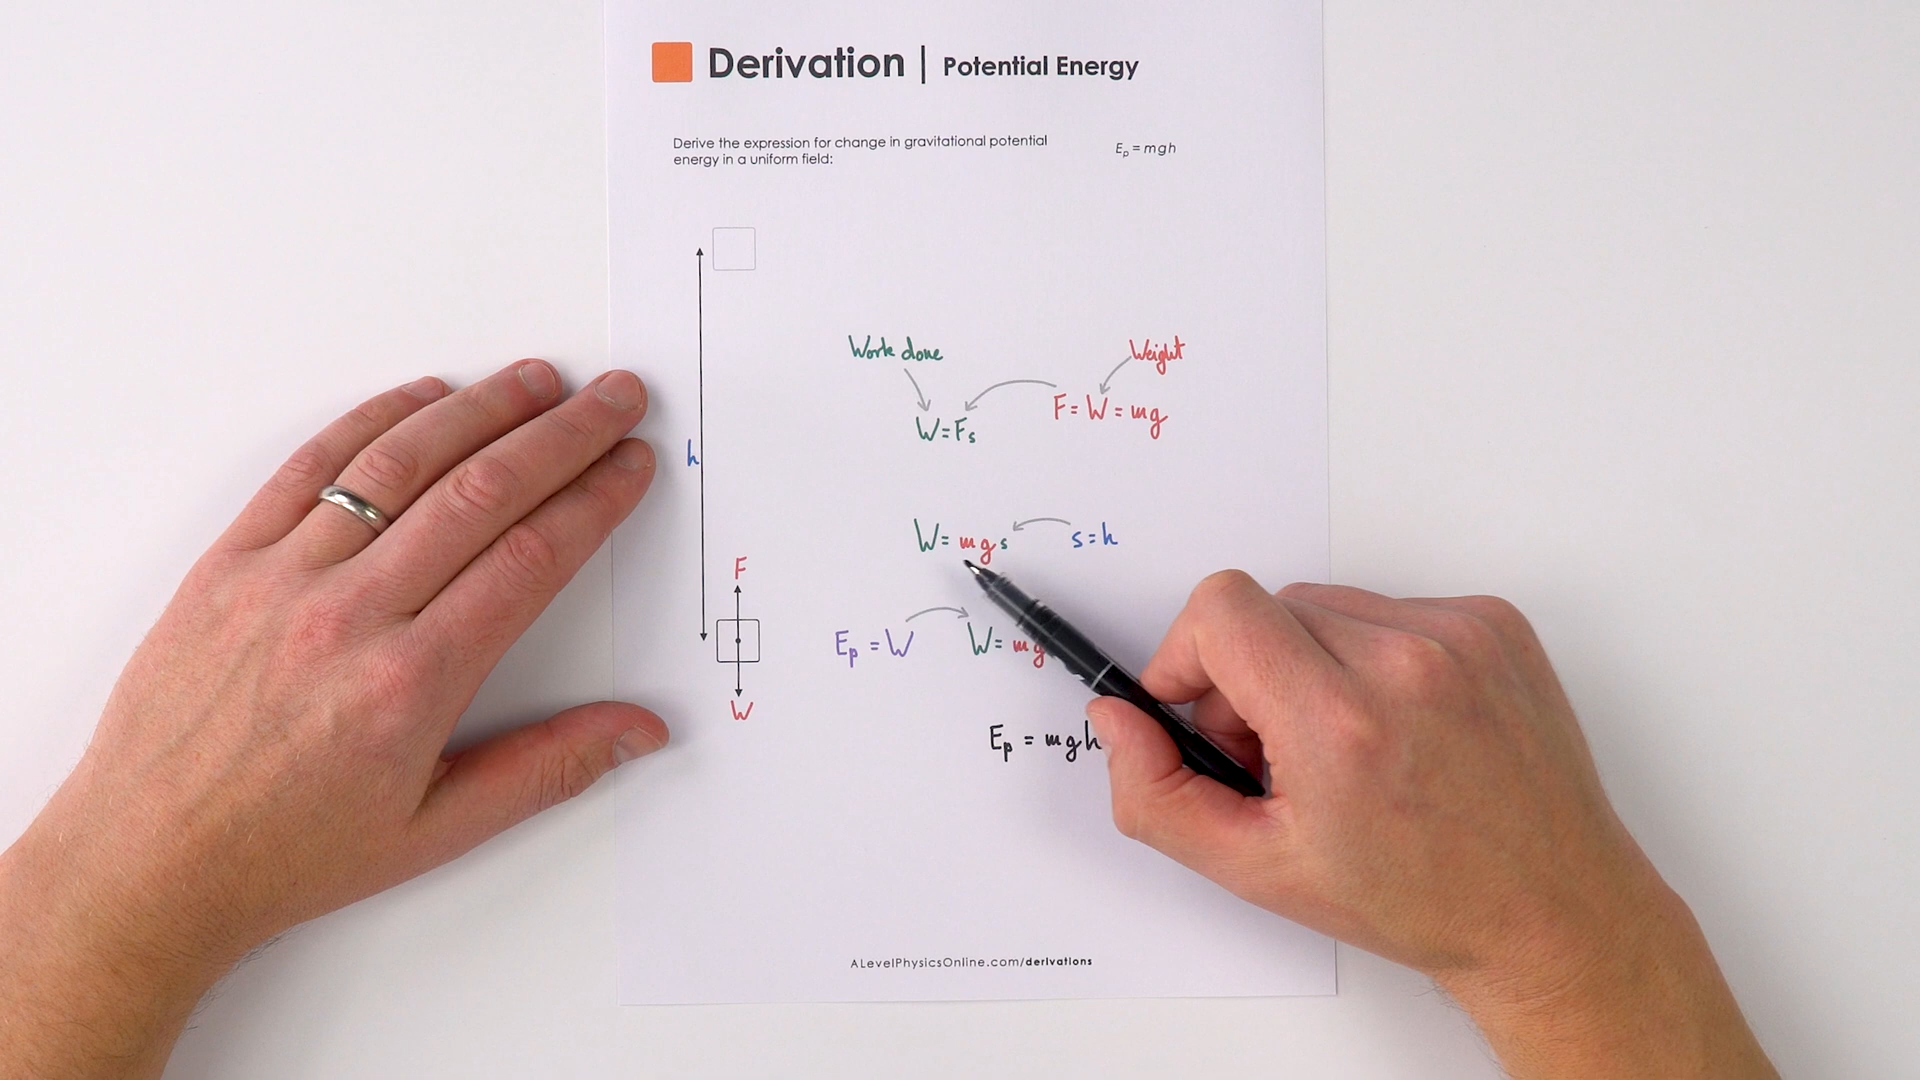 Derivation | Potential Energy
Derive the expression for change in gravitational potential
energy in a uniform field:
Ep = mgh
Work done
Weight
W = Fs
F = W = mg
h
W = mgs
s = h
F
Ep = W
W = mg
W
Ep = mgh
ALevelPhysicsOnline.com/derivations